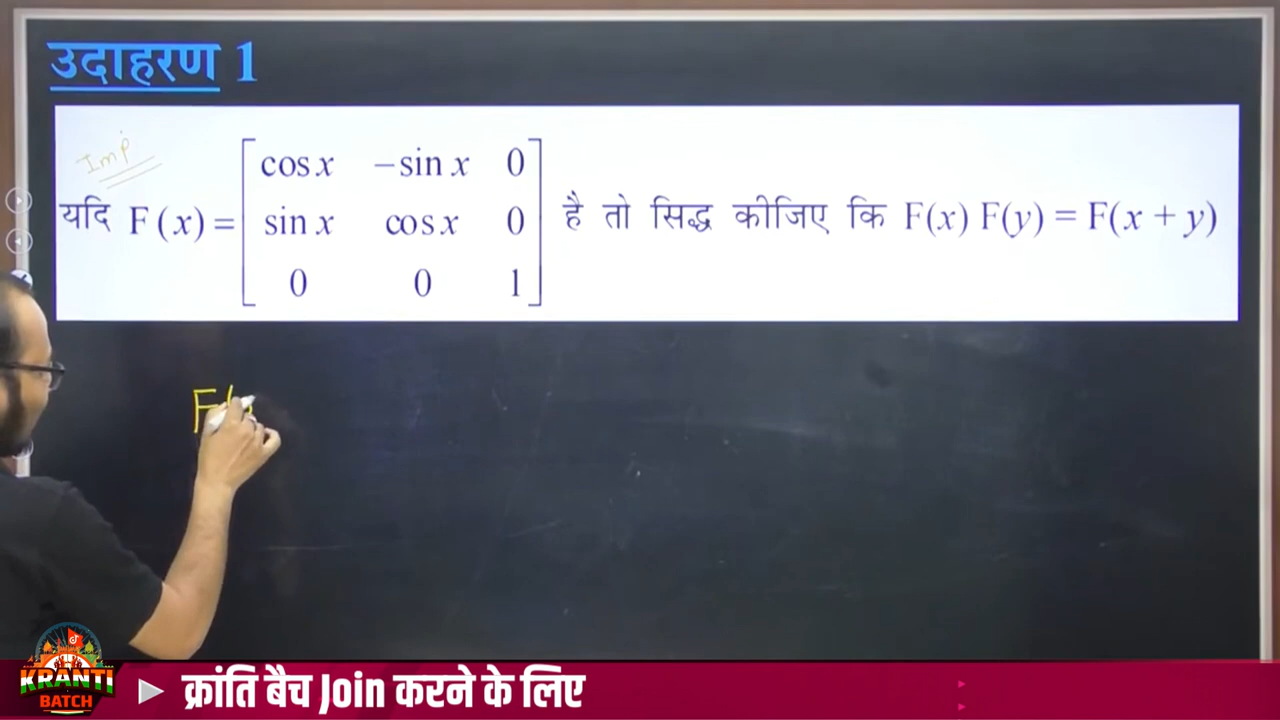 उदाहरण 1
Imp
यदि F (x) = [cos x −sin x 0
sin x cos x 0
0 0 1] है तो सिद्ध कीजिए कि F(x) F(y) = F(x + y)
F(
KRANTI
BATCH
क्रांति बैच Join करने के लिए